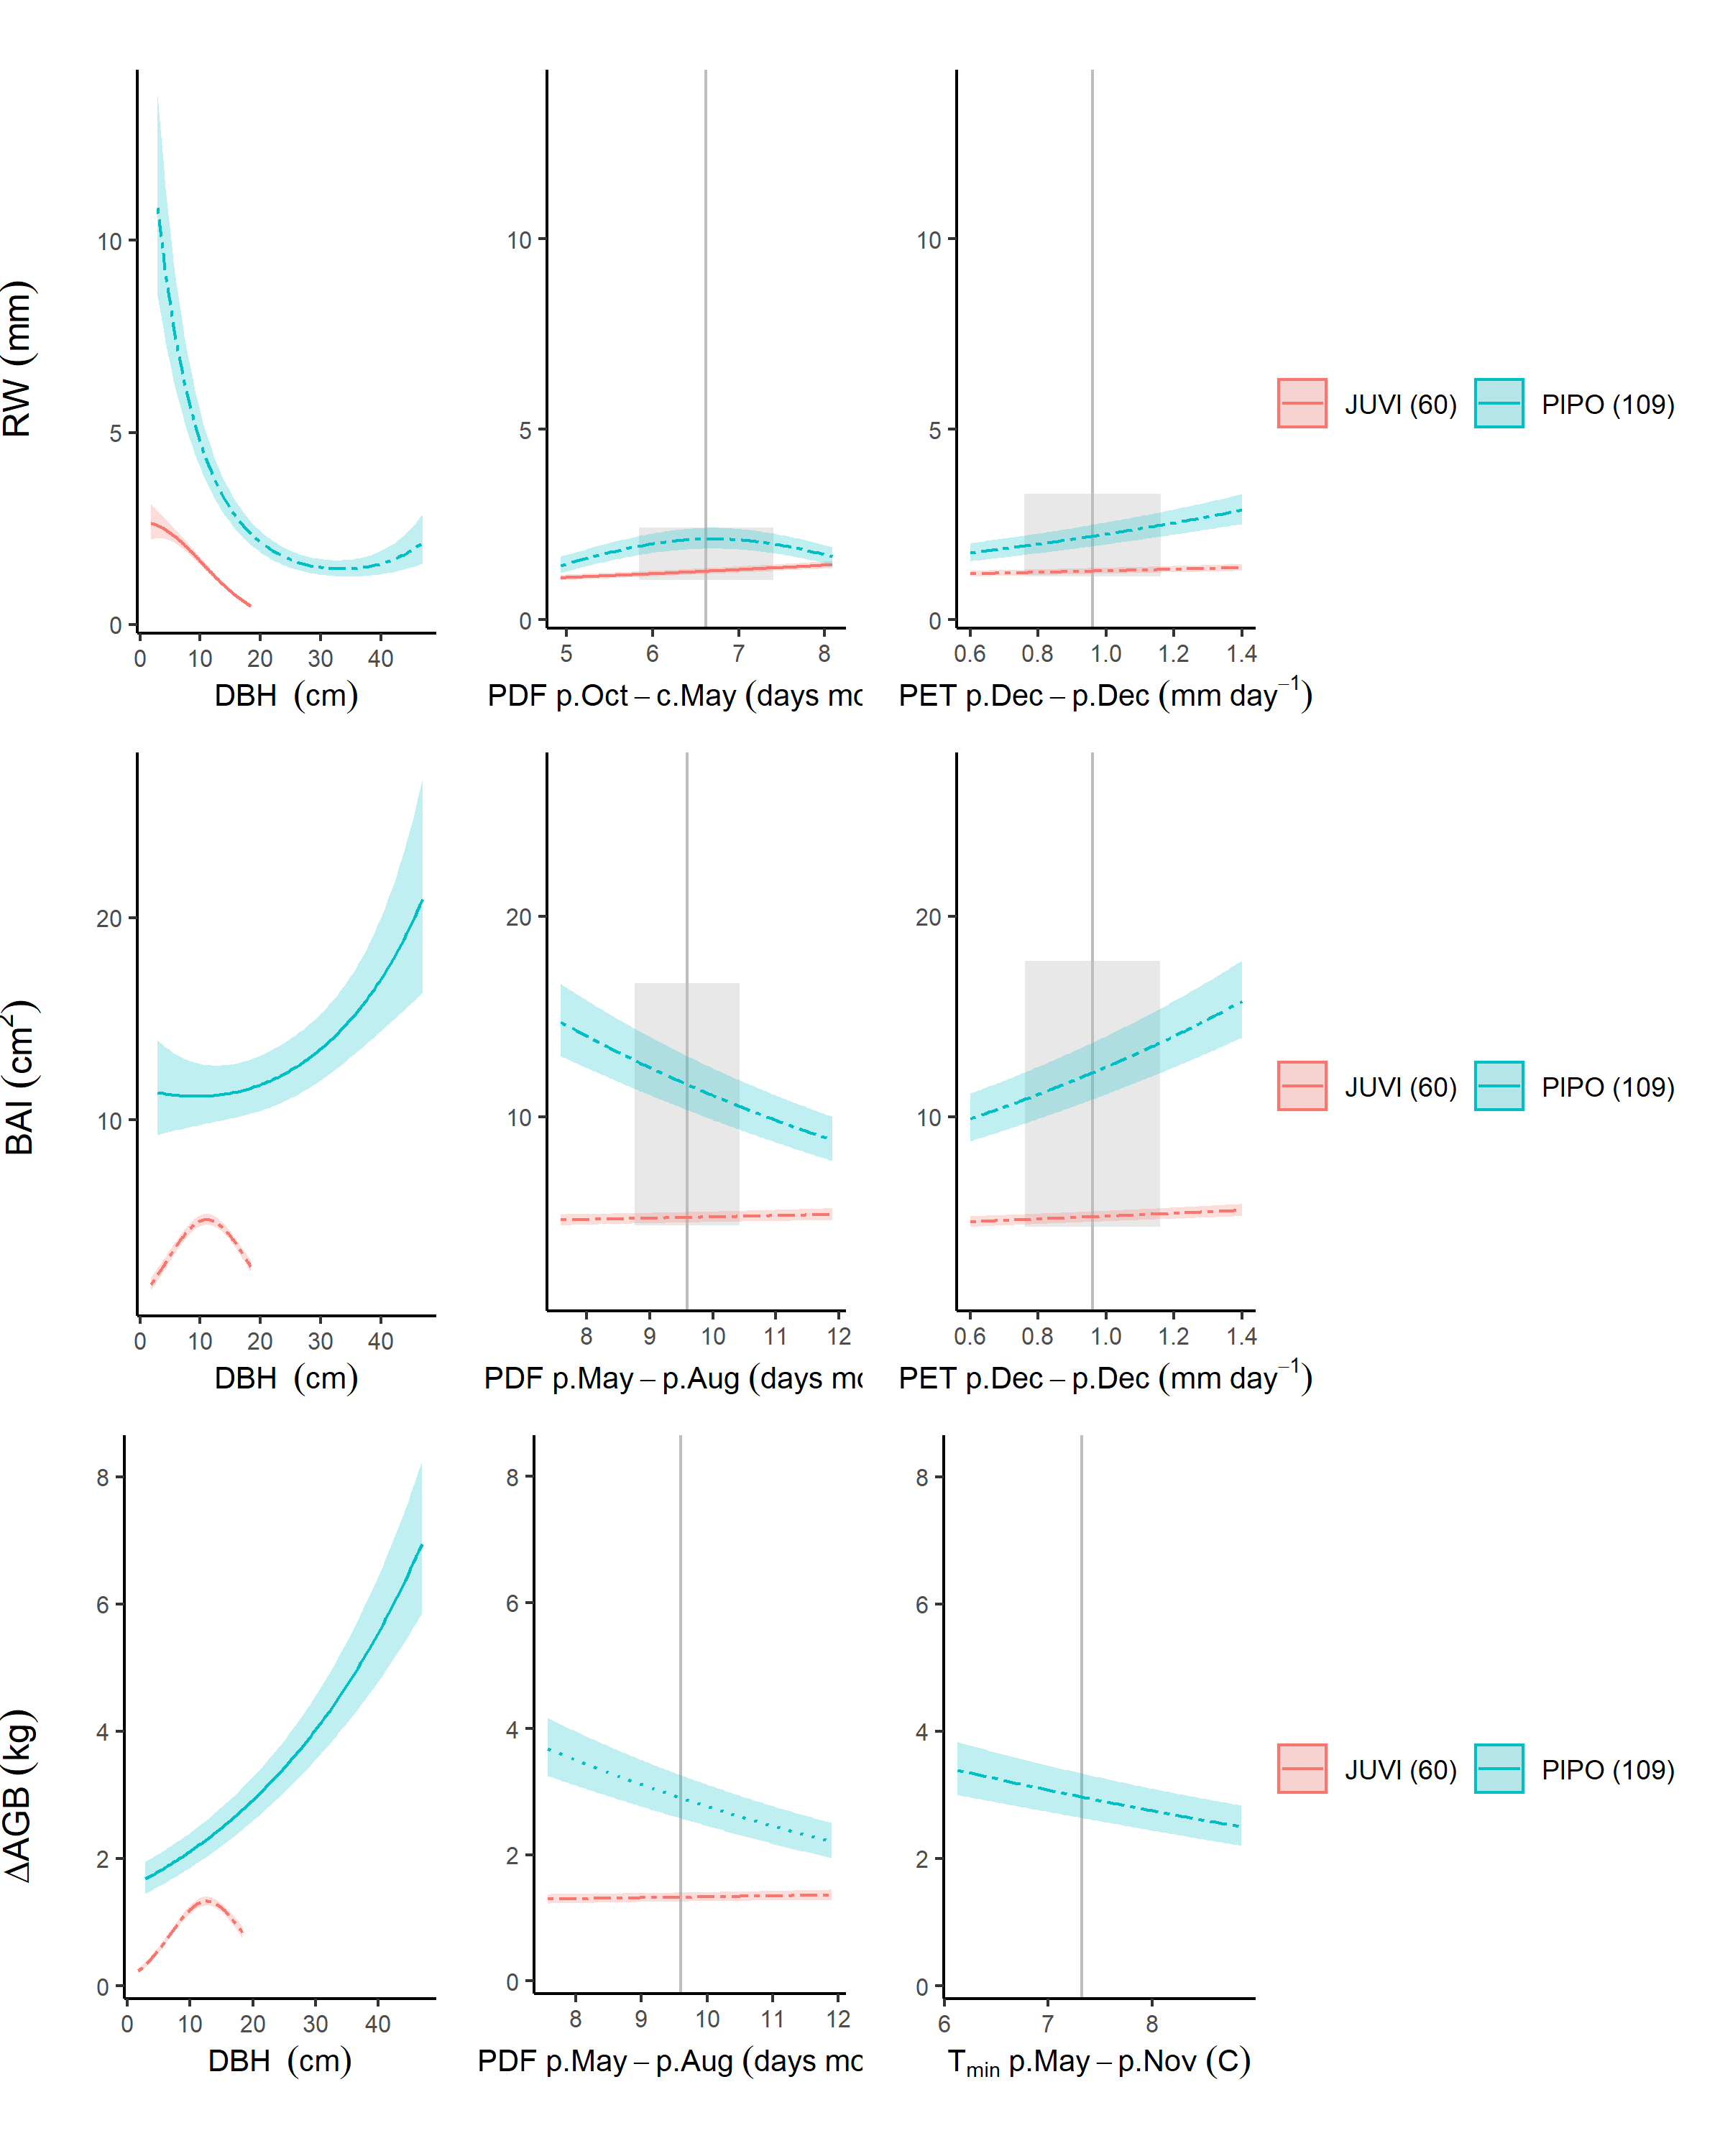 RW (mm)
10
5
0
0 10 20 30 40
DBH (cm)
10
5
0
5 6 7 8
PDF p.Oct – c.May (days mo
10
5
0
0.6 0.8 1.0 1.2 1.4
PET p.Dec – p.Dec (mm day⁻¹)
JUVI (60) PIPO (109)
BAI (cm²)
20
10
0 10 20 30 40
DBH (cm)
20
10
8 9 10 11 12
PDF p.May – p.Aug (days mo
20
10
0.6 0.8 1.0 1.2 1.4
PET p.Dec – p.Dec (mm day⁻¹)
JUVI (60) PIPO (109)
ΔAGB (kg)
8
6
4
2
0
0 10 20 30 40
DBH (cm)
8
6
4
2
0
8 9 10 11 12
PDF p.May – p.Aug (days mo
8
6
4
2
0
6 7 8
Tmin p.May – p.Nov (C)
JUVI (60) PIPO (109)